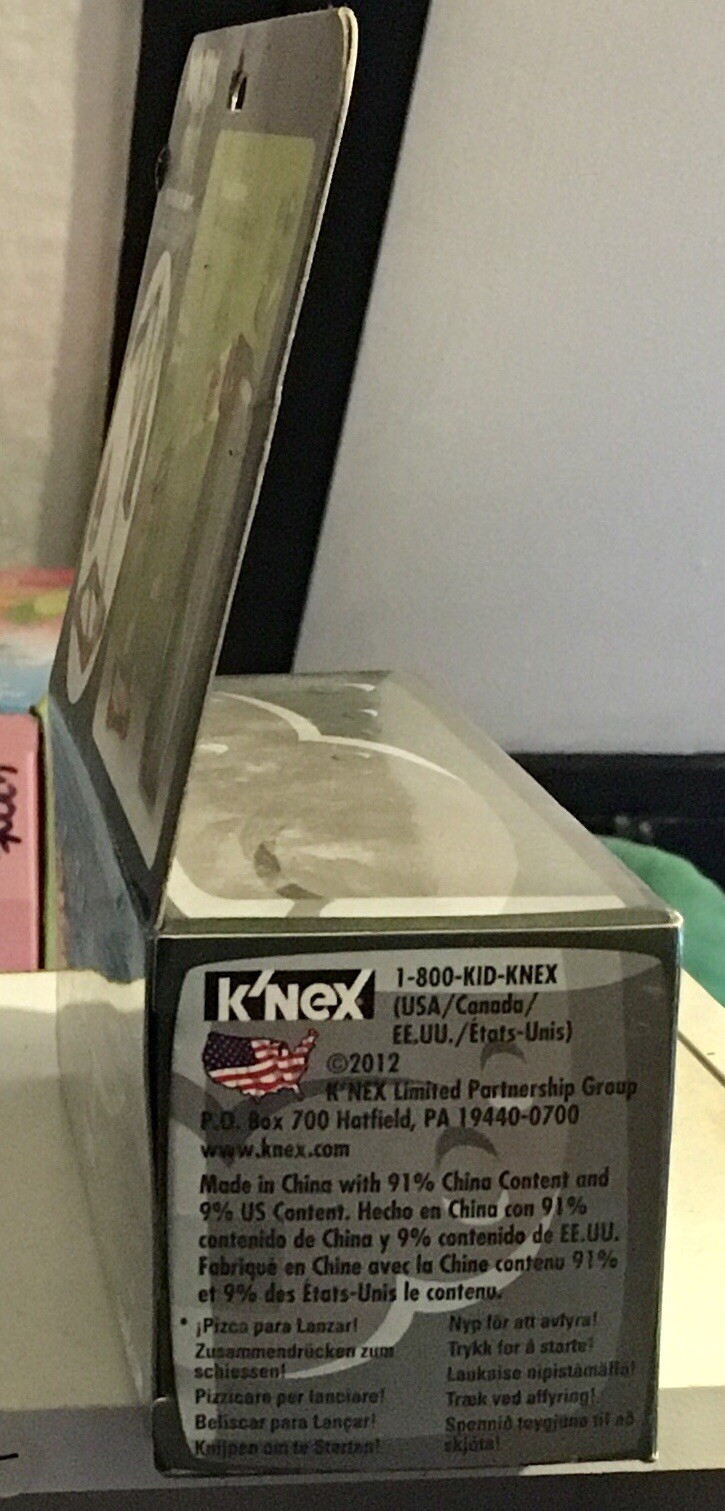 K'NEX
1-800-KID-KNEX
(USA/Canada/
EE.UU./États-Unis)
©2012
K'NEX Limited Partnership Group
P.O. Box 700 Hatfield, PA 19440-0700
www.knex.com
Made in China with 91% China Content and
9% US Content. Hecho en China con 91%
contenido de China y 9% contenido de EE.UU.
Fabriqué en Chine avec la Chine contenu 91%
et 9% des États-Unis le contenu.
* ¡Pizca para Lanzar!
Zusammendrücken zum
schiessen!
Pizzicare per lanciare!
Beliscar para Lançar!
Knijpen om te Starten!
Nyp för att avfyra!
Trykk for å starte!
Laukaise nipistämällä!
Træk ved affyring!
Spennið teygjuna til að
skjóta!